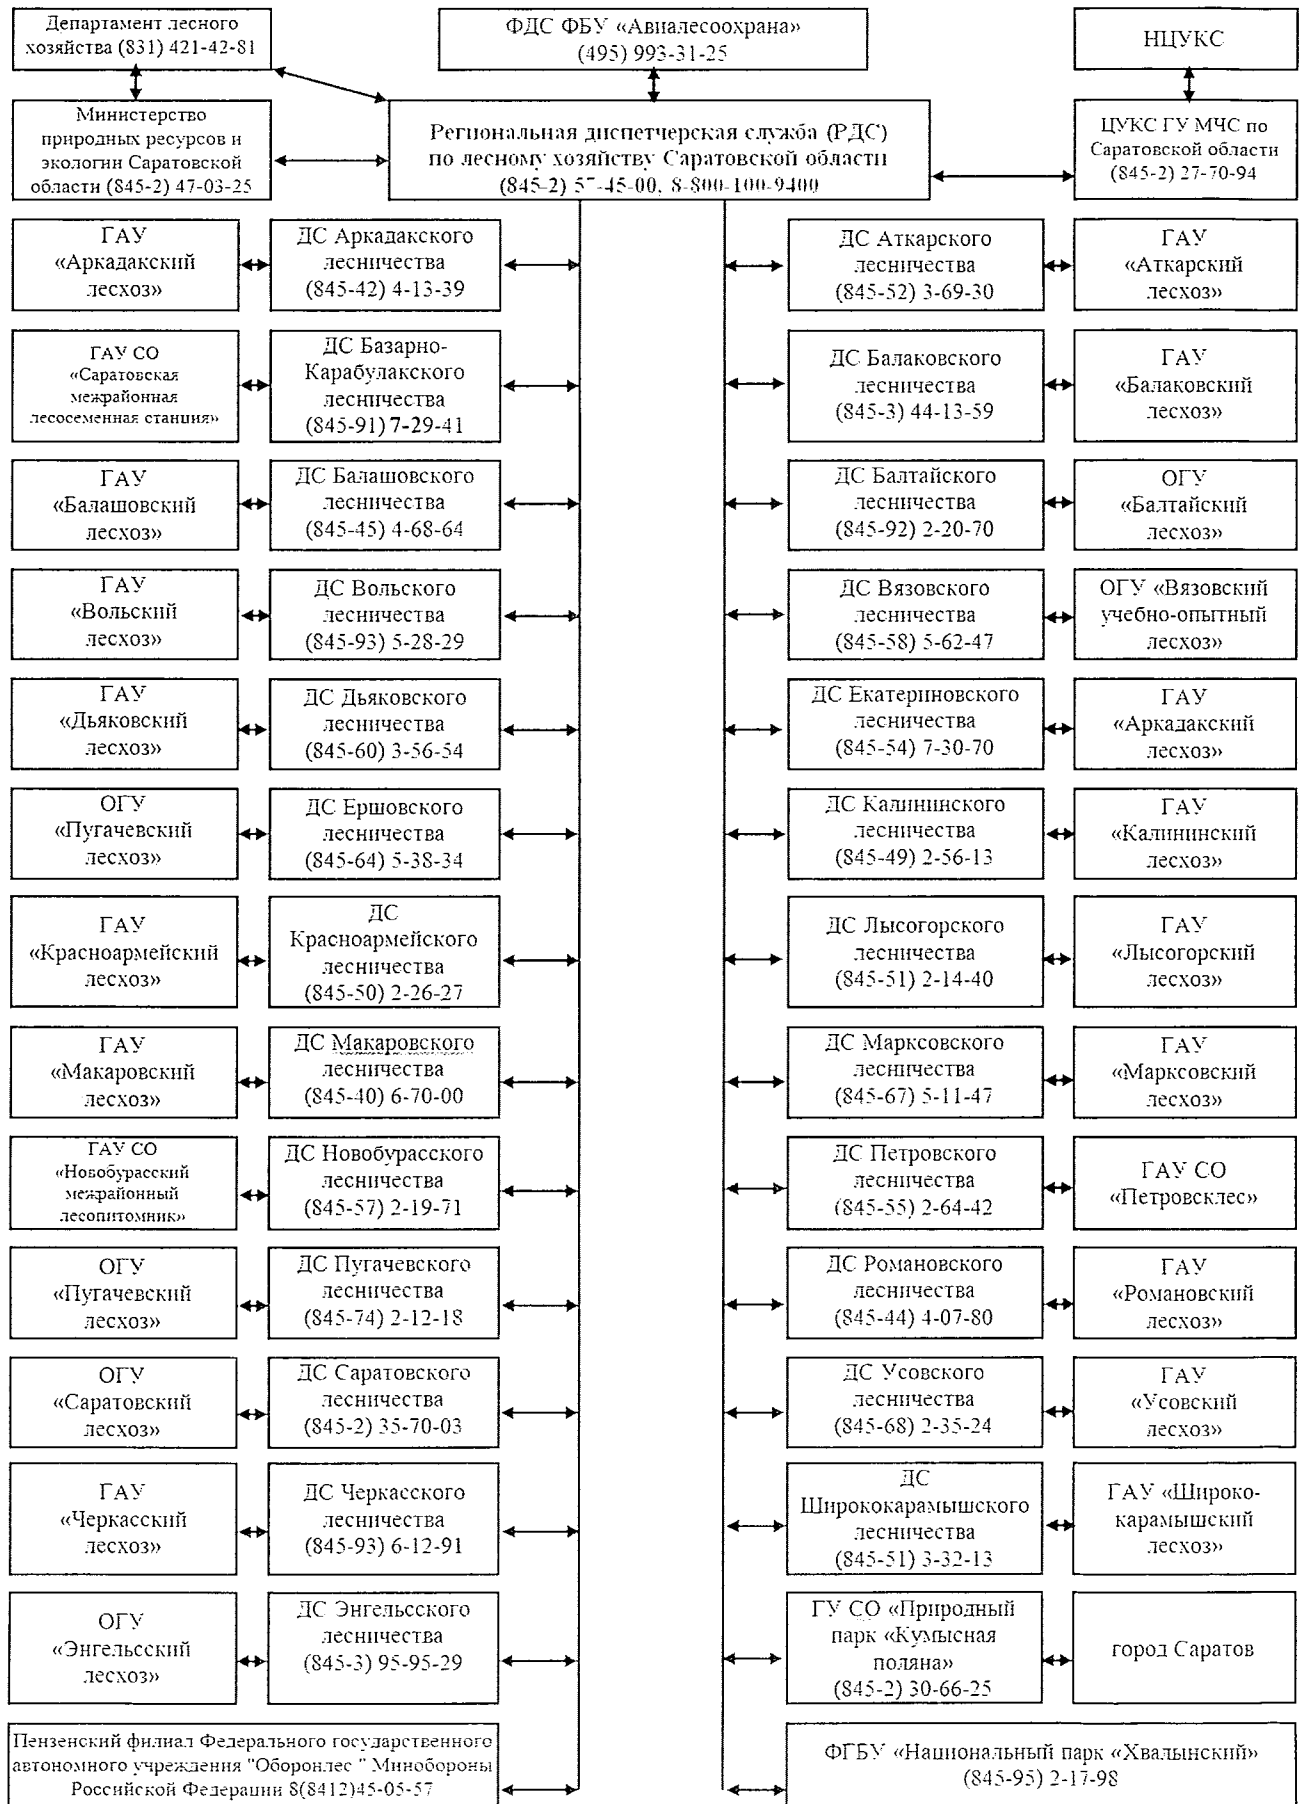 Департамент лесного
хозяйства (831) 421-42-81
ФДС ФБУ «Авиалесоохрана»
(495) 993-31-25
НЦУКС
Министерство
природных ресурсов и
экологии Саратовской
области (845-2) 47-03-25
Региональная диспетчерская служба (РДС)
по лесному хозяйству Саратовской области
(845-2) 57-45-00, 8-800-100-9400
ЦУКС ГУ МЧС по
Саратовской области
(845-2) 27-70-94
ГАУ
«Аркадакский
лесхоз»
ДС Аркадакского
лесничества
(845-42) 4-13-39
ДС Аткарского
лесничества
(845-52) 3-69-30
ГАУ
«Аткарский
лесхоз»
ГАУ СО
«Саратовская
межрайонная
лесосеменная станция»
ДС Базарно-
Карабулакского
лесничества
(845-91) 7-29-41
ДС Балаковского
лесничества
(845-3) 44-13-59
ГАУ
«Балаковский
лесхоз»
ГАУ
«Балашовский
лесхоз»
ДС Балашовского
лесничества
(845-45) 4-68-64
ДС Балтайского
лесничества
(845-92) 2-20-70
ОГУ
«Балтайский
лесхоз»
ГАУ
«Вольский
лесхоз»
ДС Вольского
лесничества
(845-93) 5-28-29
ДС Вязовского
лесничества
(845-58) 5-62-47
ОГУ «Вязовский
учебно-опытный
лесхоз»
ГАУ
«Дьяковский
лесхоз»
ДС Дьяковского
лесничества
(845-60) 3-56-54
ДС Екатериновского
лесничества
(845-54) 7-30-70
ГАУ
«Аркадакский
лесхоз»
ОГУ
«Пугачевский
лесхоз»
ДС Ершовского
лесничества
(845-64) 5-38-34
ДС Калининского
лесничества
(845-49) 2-56-13
ГАУ
«Калининский
лесхоз»
ГАУ
«Красноармейский
лесхоз»
ДС
Красноармейского
лесничества
(845-50) 2-26-27
ДС Лысогорского
лесничества
(845-51) 2-14-40
ГАУ
«Лысогорский
лесхоз»
ГАУ
«Макаровский
лесхоз»
ДС Макаровского
лесничества
(845-40) 6-70-00
ДС Марксовского
лесничества
(845-67) 5-11-47
ГАУ
«Марксовский
лесхоз»
ГАУ СО
«Новобурасский
межрайонный
лесопитомник»
ДС Новобурасского
лесничества
(845-57) 2-19-71
ДС Петровского
лесничества
(845-55) 2-64-42
ГАУ СО
«Петровсклес»
ОГУ
«Пугачевский
лесхоз»
ДС Пугачевского
лесничества
(845-74) 2-12-18
ДС Романовского
лесничества
(845-44) 4-07-80
ГАУ
«Романовский
лесхоз»
ОГУ
«Саратовский
лесхоз»
ДС Саратовского
лесничества
(845-2) 35-70-03
ДС Усовского
лесничества
(845-68) 2-35-24
ГАУ
«Усовский
лесхоз»
ГАУ
«Черкасский
лесхоз»
ДС Черкасского
лесничества
(845-93) 6-12-91
ДС
Ширококарамышского
лесничества
(845-51) 3-32-13
ГАУ «Широко-
карамышский
лесхоз»
ОГУ
«Энгельсский
лесхоз»
ДС Энгельсского
лесничества
(845-3) 95-95-29
ГУ СО «Природный
парк «Кумысная
поляна»
(845-2) 30-66-25
город Саратов
Пензенский филиал Федерального государственного
автономного учреждения "Оборонлес " Минобороны
Российской Федерации 8(8412)45-05-57
ФГБУ «Национальный парк «Хвалынский»
(845-95) 2-17-98